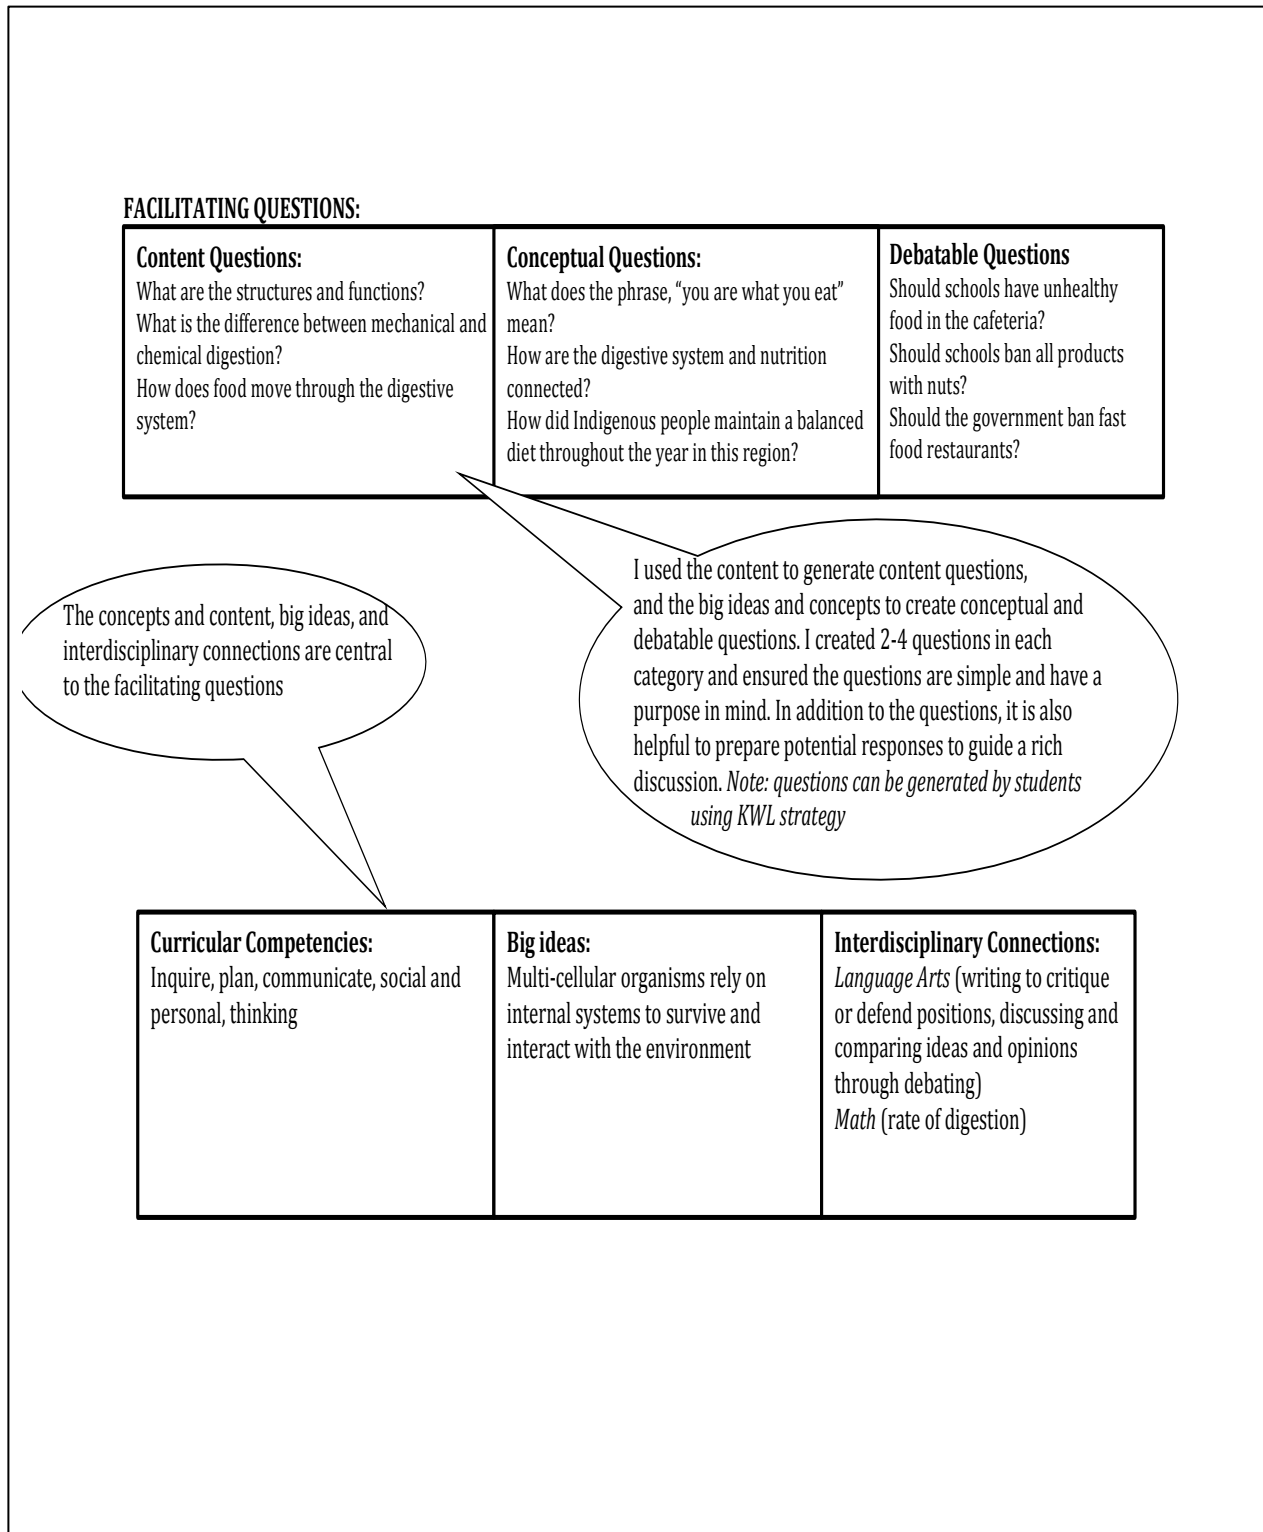 FACILITATING QUESTIONS:
Content Questions:
What are the structures and functions?
What is the difference between mechanical and
chemical digestion?
How does food move through the digestive
system?
Conceptual Questions:
What does the phrase, “you are what you eat”
mean?
How are the digestive system and nutrition
connected?
How did Indigenous people maintain a balanced
diet throughout the year in this region?
Debatable Questions
Should schools have unhealthy
food in the cafeteria?
Should schools ban all products
with nuts?
Should the government ban fast
food restaurants?
The concepts and content, big ideas, and
interdisciplinary connections are central
to the facilitating questions
I used the content to generate content questions,
and the big ideas and concepts to create conceptual and
debatable questions. I created 2-4 questions in each
category and ensured the questions are simple and have a
purpose in mind. In addition to the questions, it is also
helpful to prepare potential responses to guide a rich
discussion. Note: questions can be generated by students
using KWL strategy
Curricular Competencies:
Inquire, plan, communicate, social and
personal, thinking
Big ideas:
Multi-cellular organisms rely on
internal systems to survive and
interact with the environment
Interdisciplinary Connections:
Language Arts (writing to critique
or defend positions, discussing and
comparing ideas and opinions
through debating)
Math (rate of digestion)